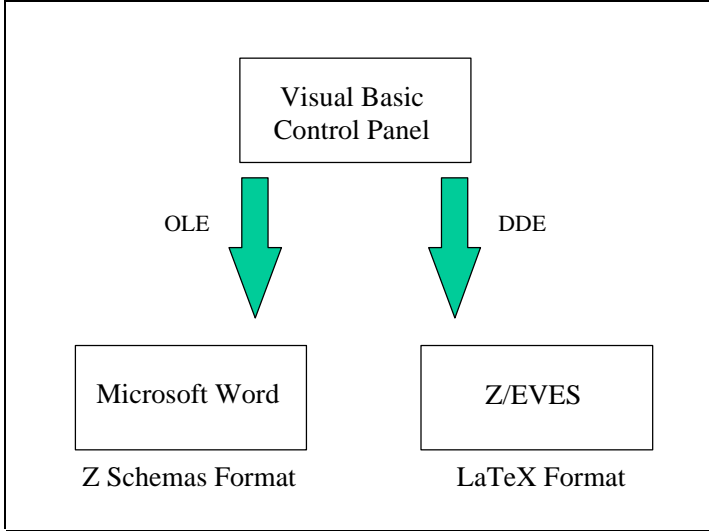 Visual Basic
Control Panel
OLE
DDE
Microsoft Word
Z/EVES
Z Schemas Format
LaTeX Format